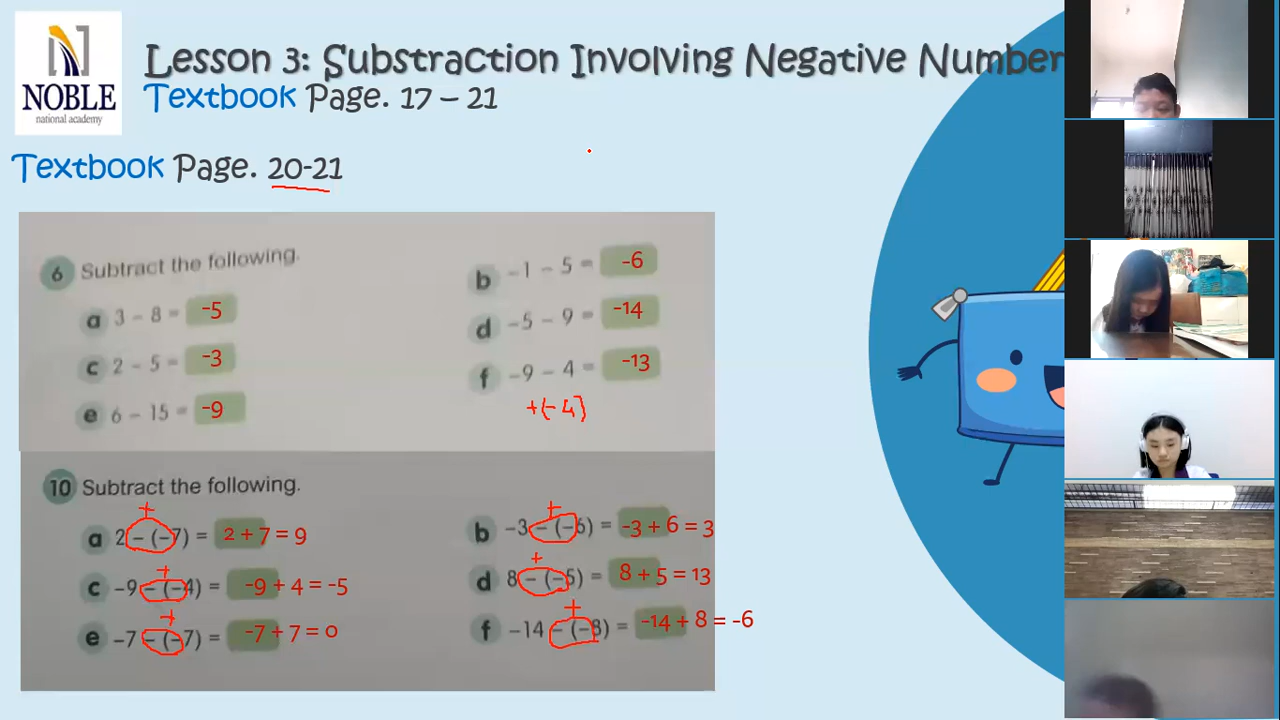 NOBLE
national academy
Lesson 3: Substraction Involving Negative Number
Textbook Page. 17 – 21
Textbook Page. 20-21
6 Subtract the following.
a 3 – 8 = -5
b –1 – 5 = -6
c 2 – 5 = -3
d –5 – 9 = -14
e 6 – 15 = -9
f –9 – 4 = -13
+(-4)
10 Subtract the following.
+
a 2 – (–7) = 2 + 7 = 9
+
b –3 – (–6) = -3 + 6 = 3
+
c –9 – (–4) = -9 + 4 = -5
+
d 8 – (–5) = 8 + 5 = 13
+
e –7 – (–7) = -7 + 7 = 0
+
f –14 – (–8) = -14 + 8 = -6